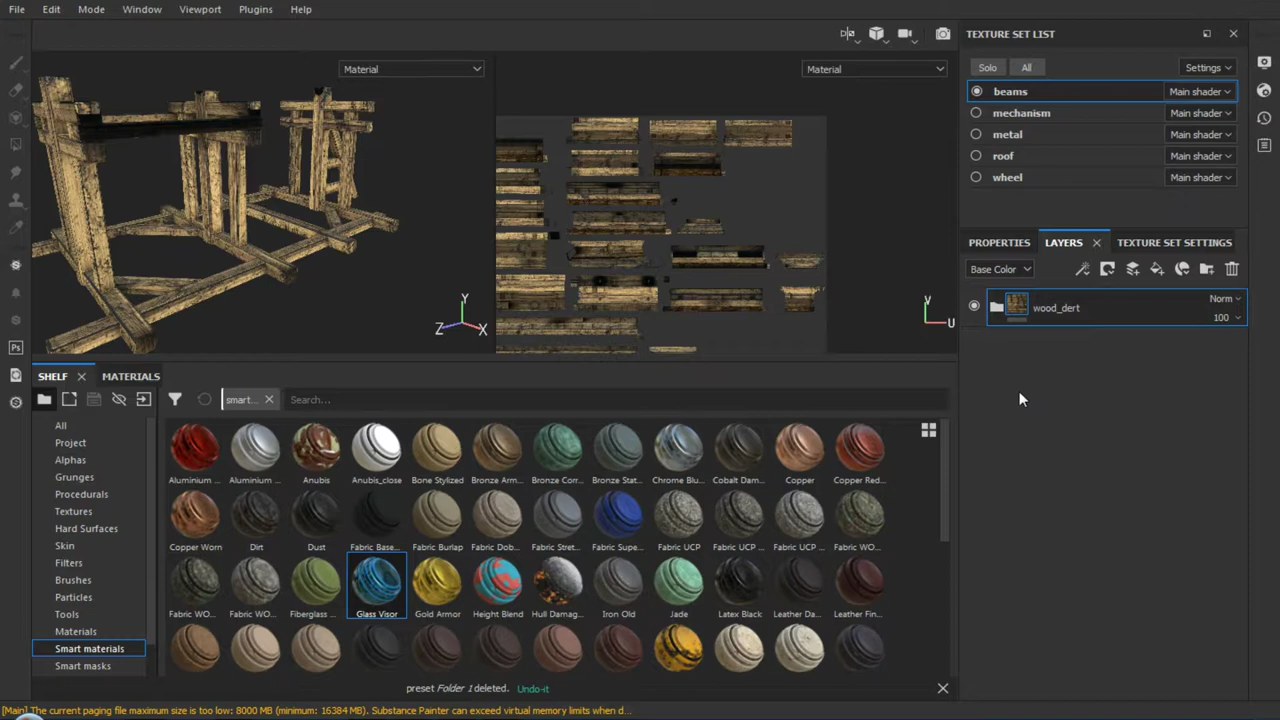 File Edit Mode Window Viewport Plugins Help
TEXTURE SET LIST
Material
Material
Solo All Settings
beams Main shader
mechanism Main shader
metal Main shader
roof Main shader
wheel Main shader
PROPERTIES LAYERS TEXTURE SET SETTINGS
Base Color
wood_dert Norm
100
Y
Z X
V
U
SHELF MATERIALS
smart... Search...
All
Project
Alphas
Grunges
Procedurals
Textures
Hard Surfaces
Skin
Filters
Brushes
Particles
Tools
Materials
Smart materials
Smart masks
Aluminium ... Aluminium ... Anubis Anubis_close Bone Stylized Bronze Arm... Bronze Corr... Bronze Stat... Chrome Blu... Cobalt Dam... Copper Copper Red...
Copper Worn Dirt Dust Fabric Base... Fabric Burlap Fabric Dob... Fabric Stret... Fabric Supe... Fabric UCP Fabric UCP ... Fabric UCP ... Fabric WO...
Fabric WO... Fabric WO... Fiberglass ... Glass Visor Gold Armor Height Blend Hull Damag... Iron Old Jade Latex Black Leather Da... Leather Fin...
preset Folder 1 deleted. Undo-it
[Main] The current paging file maximum size is too low: 8000 MB (minimum: 16384 MB). Substance Painter can exceed virtual memory limits when d...
Ps